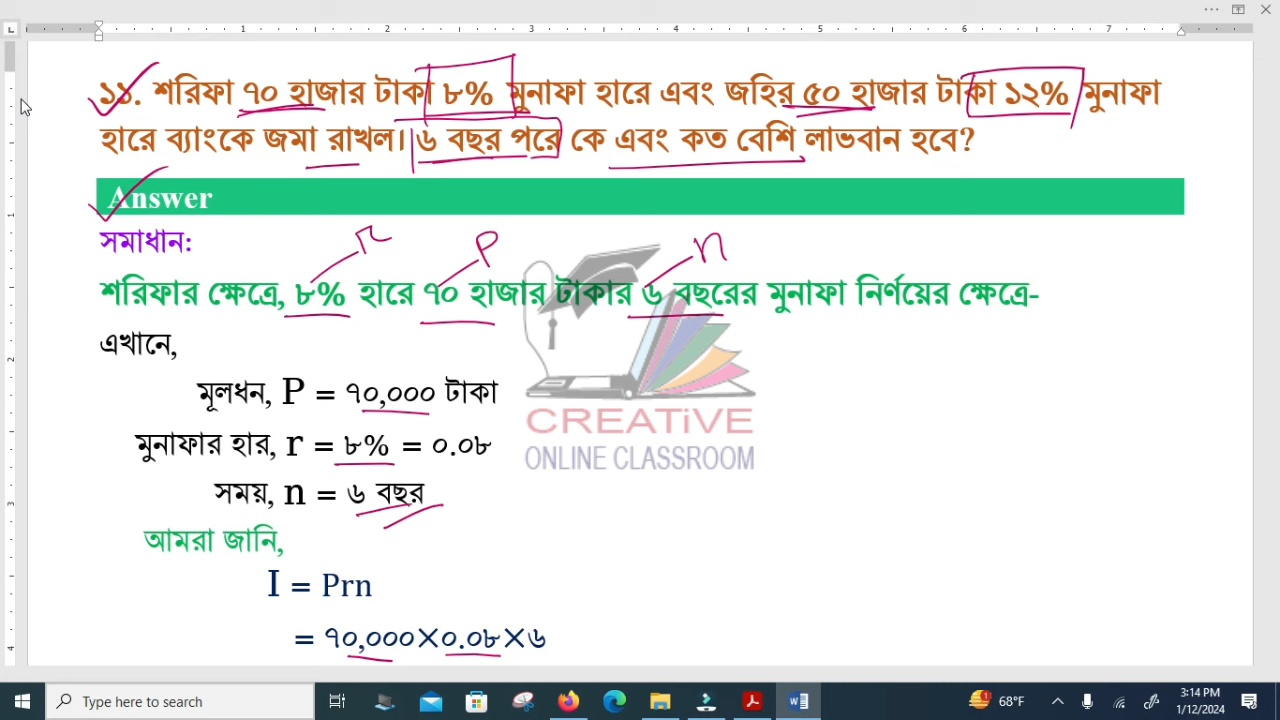 ১১. শরিফা ৭০ হাজার টাকা ৮% মুনাফা হারে এবং জহির ৫০ হাজার টাকা ১২% মুনাফা
হারে ব্যাংকে জমা রাখল। ৬ বছর পরে কে এবং কত বেশি লাভবান হবে?
Answer
সমাধান:
r P n
শরিফার ক্ষেত্রে, ৮% হারে ৭০ হাজার টাকার ৬ বছরের মুনাফা নির্ণয়ের ক্ষেত্রে-
এখানে,
মূলধন, P = ৭০,০০০ টাকা
CREATiVE
মুনাফার হার, r = ৮% = ০.০৮
ONLINE CLASSROOM
সময়, n = ৬ বছর
আমরা জানি,
I = Prn
= ৭০,০০০×০.০৮×৬
Type here to search
68°F
3:14 PM
1/12/2024